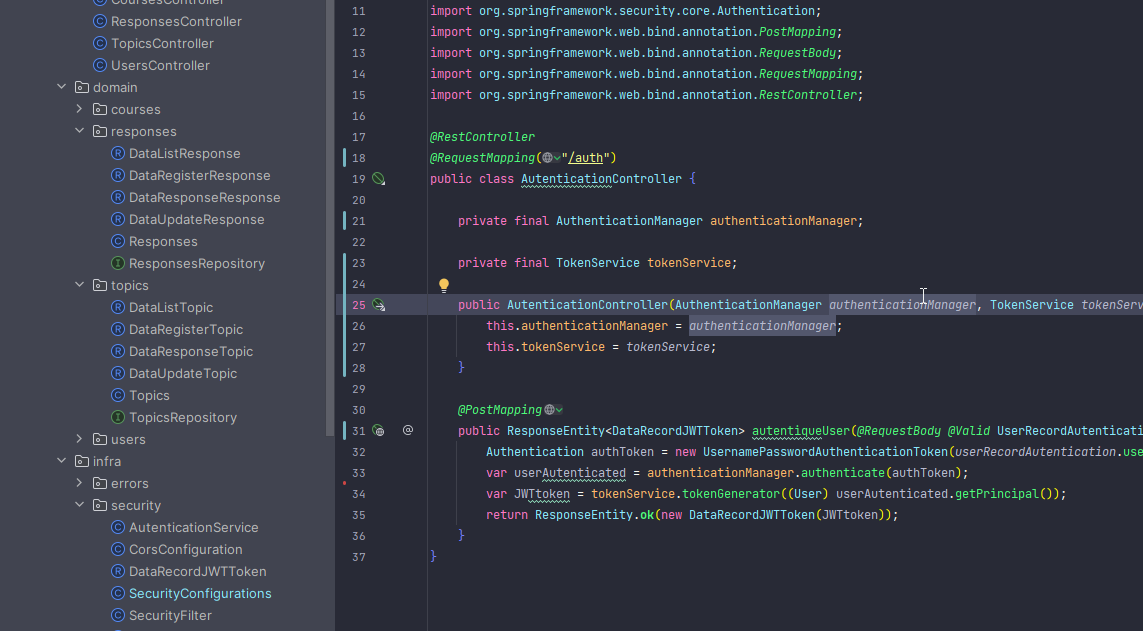 CoursesController
ResponsesController
TopicsController
UsersController
domain
courses
responses
DataListResponse
DataRegisterResponse
DataResponseResponse
DataUpdateResponse
Responses
ResponsesRepository
topics
DataListTopic
DataRegisterTopic
DataResponseTopic
DataUpdateTopic
Topics
TopicsRepository
users
infra
errors
security
AutenticationService
CorsConfiguration
DataRecordJWTToken
SecurityConfigurations
SecurityFilter
11 import org.springframework.security.core.Authentication;
12 import org.springframework.web.bind.annotation.PostMapping;
13 import org.springframework.web.bind.annotation.RequestBody;
14 import org.springframework.web.bind.annotation.RequestMapping;
15 import org.springframework.web.bind.annotation.RestController;
16
17 @RestController
18 @RequestMapping("/auth")
19 public class AutenticationController {
20
21 private final AuthenticationManager authenticationManager;
22
23 private final TokenService tokenService;
24
25 public AutenticationController(AuthenticationManager authenticationManager, TokenService tokenServ
26 this.authenticationManager = authenticationManager;
27 this.tokenService = tokenService;
28 }
29
30 @PostMapping
31 @ public ResponseEntity<DataRecordJWTToken> autentiqueUser(@RequestBody @Valid UserRecordAutenticati
32 Authentication authToken = new UsernamePasswordAuthenticationToken(userRecordAutentication.use
33 var userAutenticated = authenticationManager.authenticate(authToken);
34 var JWTtoken = tokenService.tokenGenerator((User) userAutenticated.getPrincipal());
35 return ResponseEntity.ok(new DataRecordJWTToken(JWTtoken));
36 }
37 }